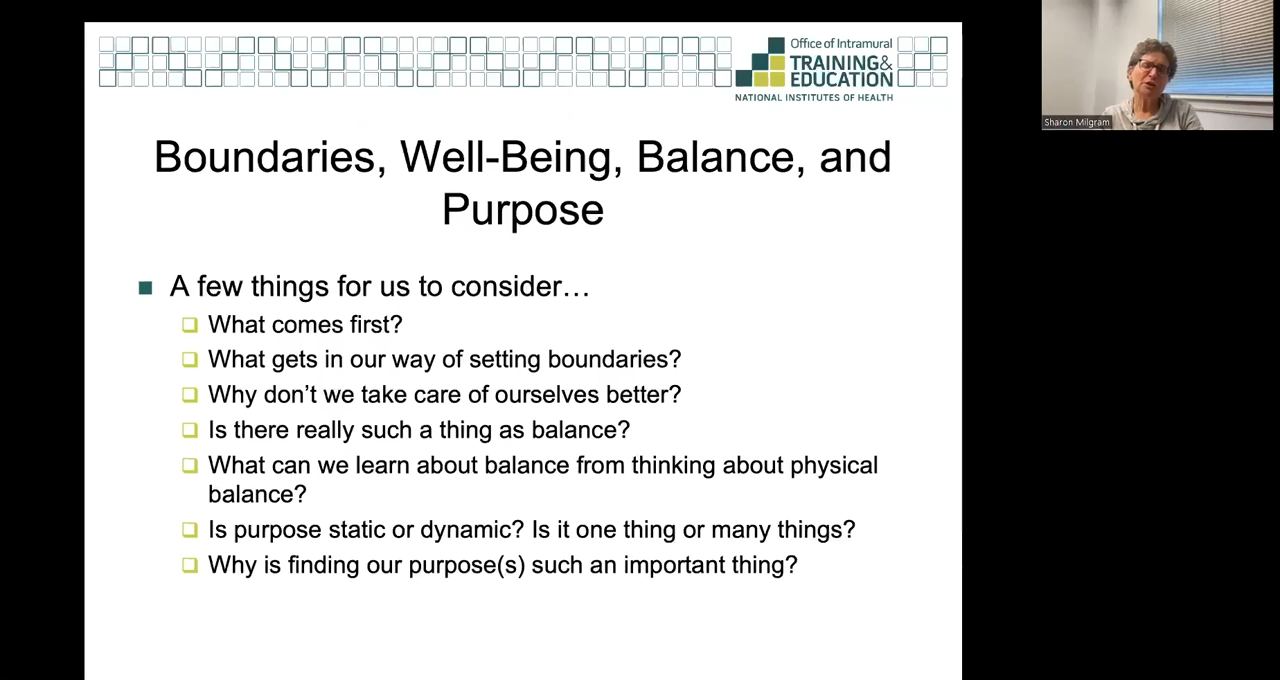 Office of Intramural
TRAINING&
EDUCATION
NATIONAL INSTITUTES OF HEALTH
Sharon Milgram
Boundaries, Well-Being, Balance, and
Purpose
A few things for us to consider…
What comes first?
What gets in our way of setting boundaries?
Why don’t we take care of ourselves better?
Is there really such a thing as balance?
What can we learn about balance from thinking about physical
balance?
Is purpose static or dynamic? Is it one thing or many things?
Why is finding our purpose(s) such an important thing?